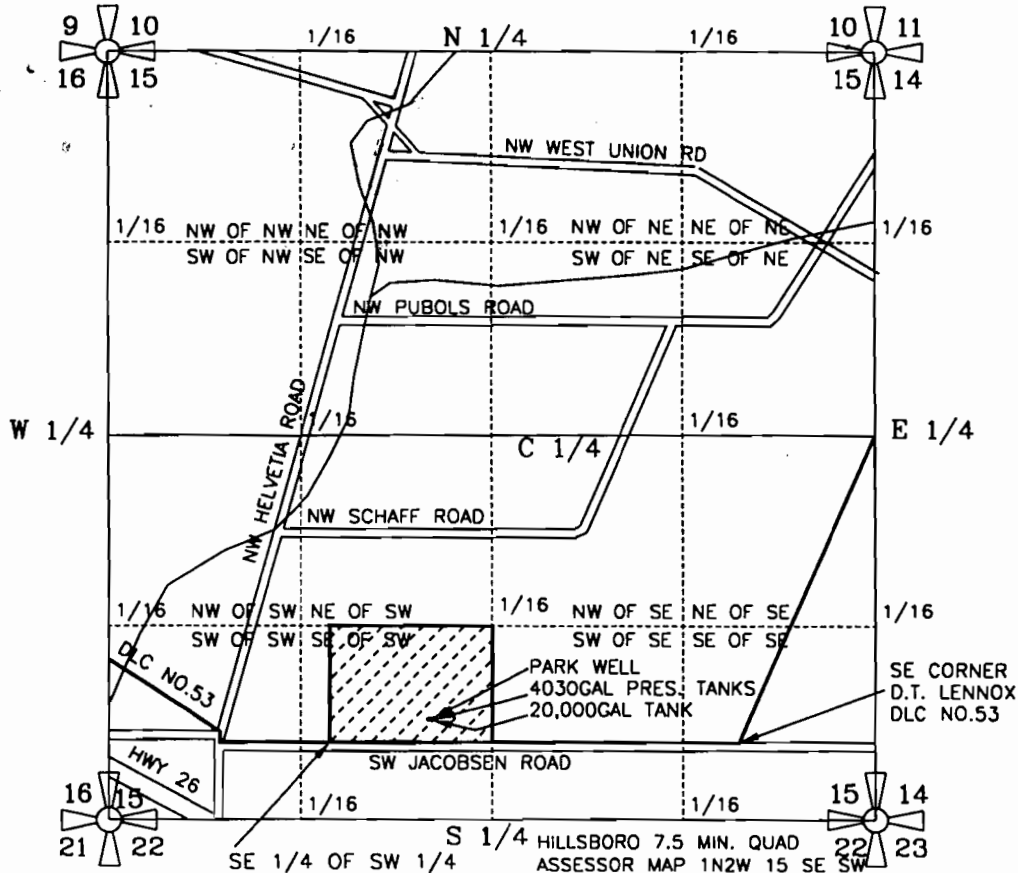 9 10
16 15
1/16
N 1/4
1/16
10 11
15 14
NW WEST UNION RD
1/16
NW OF NW NE OF NW
SW OF NW SE OF NW
1/16
NW OF NE NE OF NE
SW OF NE SE OF NE
1/16
NW PUBOLS ROAD
NW HELVETIA ROAD
W 1/4
1/16
C 1/4
1/16
E 1/4
NW SCHAFF ROAD
1/16
NW OF SW NE OF SW
SW OF SW SE OF SW
1/16
NW OF SE NE OF SE
SW OF SE SE OF SE
1/16
DLC NO.53
PARK WELL
4030GAL PRES. TANKS
20,000GAL TANK
SE CORNER
D.T. LENNOX
DLC NO.53
SW JACOBSEN ROAD
HWY 26
16 15
21 22
1/16
S 1/4
1/16
15 14
22 23
SE 1/4 OF SW 1/4
HILLSBORO 7.5 MIN. QUAD
ASSESSOR MAP 1N2W 15 SE SW